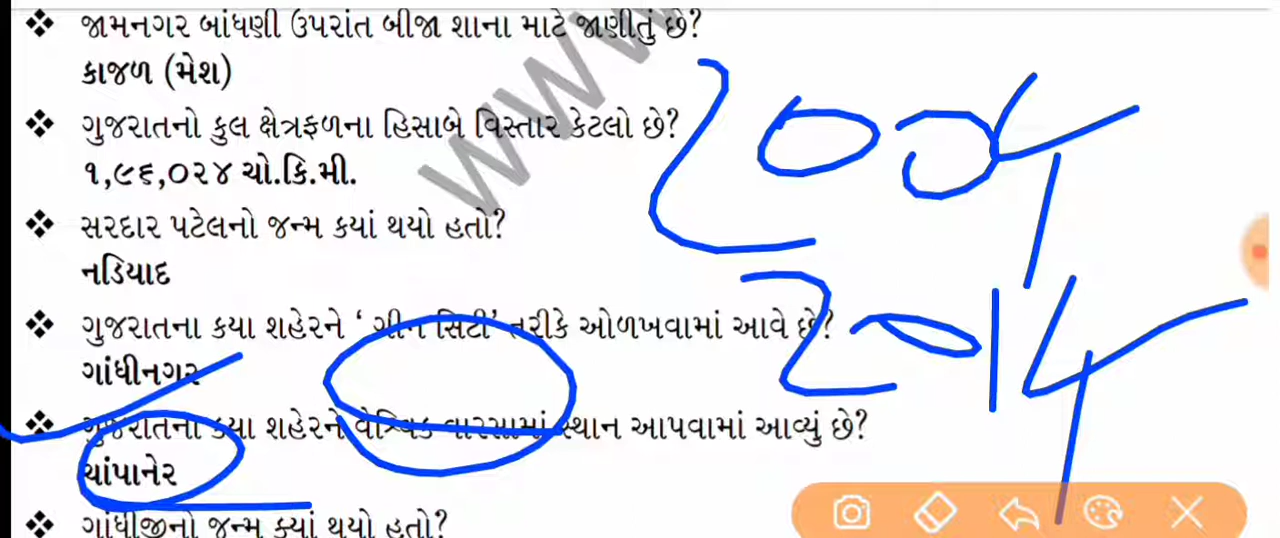 ❖ જામનગર બાંધણી ઉપરાંત બીજા શાના માટે જાણીતું છે?
કાજળ (મેશ)
❖ ગુજરાતનો કુલ ક્ષેત્રફળના હિસાબે વિસ્તાર કેટલો છે?
૧,૯૬,૦૨૪ ચો.કિ.મી.
❖ સરદાર પટેલનો જન્મ કયાં થયો હતો?
નડિયાદ
❖ ગુજરાતના કયા શહેરને ‘ ગ્રીન સિટી’ તરીકે ઓળખવામાં આવે છે?
ગાંધીનગર
❖ ગુજરાતના કયા શહેરને વૈશ્વિક વારસામાં સ્થાન આપવામાં આવ્યું છે?
ચાંપાનેર
❖ ગાંધીજીનો જન્મ ક્યાં થયો હતો?
www
2004
2014